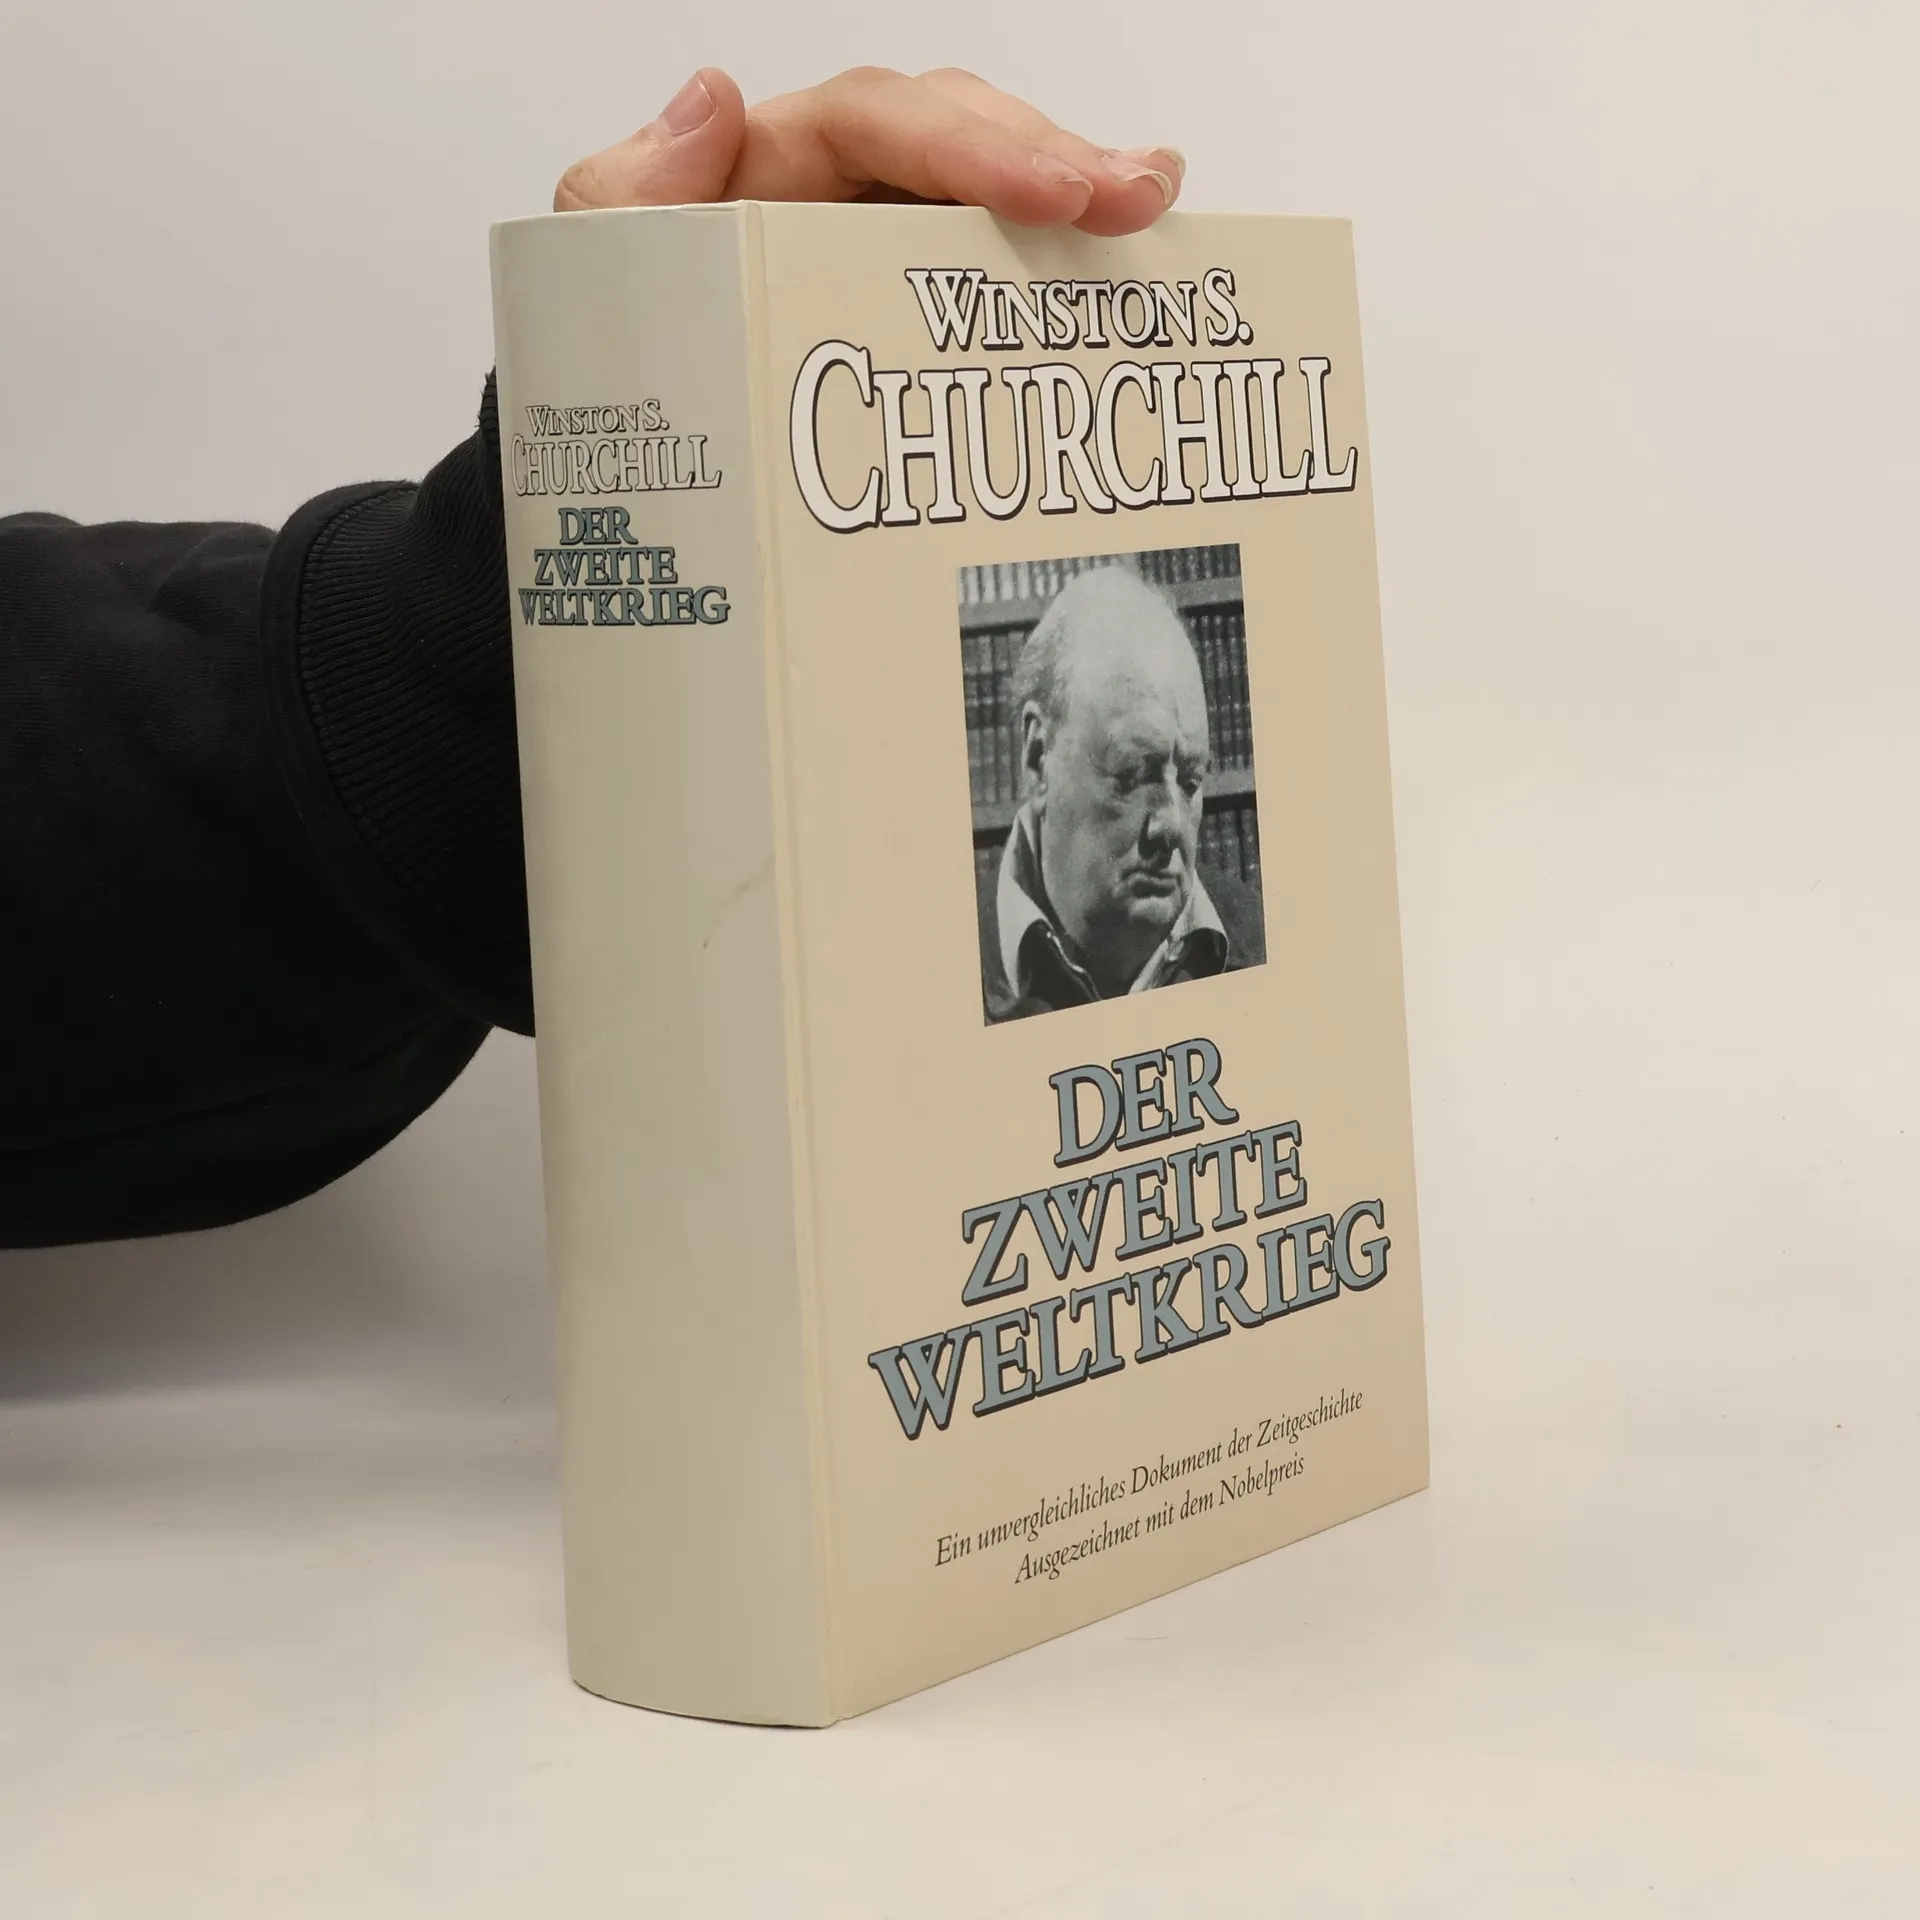 WINSTON S.
CHURCHILL
DER
ZWEITE
WELTKRIEG
WINSTON S.
CHURCHILL
DER
ZWEITE
WELTKRIEG
Ein unvergleichliches Dokument der Zeitgeschichte
Ausgezeichnet mit dem Nobelpreis